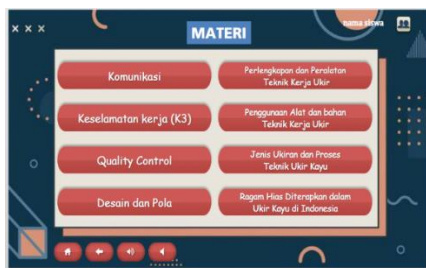 nama siswa
MATERI
Komunikasi
Perlengkapan dan Peralatan
Teknik Kerja Ukir
Keselamatan kerja (K3)
Penggunaan Alat dan bahan
Teknik Kerja Ukir
Quality Control
Jenis Ukiran dan Proses
Teknik Ukir Kayu
Desain dan Pola
Ragam Hias Diterapkan dalam
Ukir Kayu di Indonesia